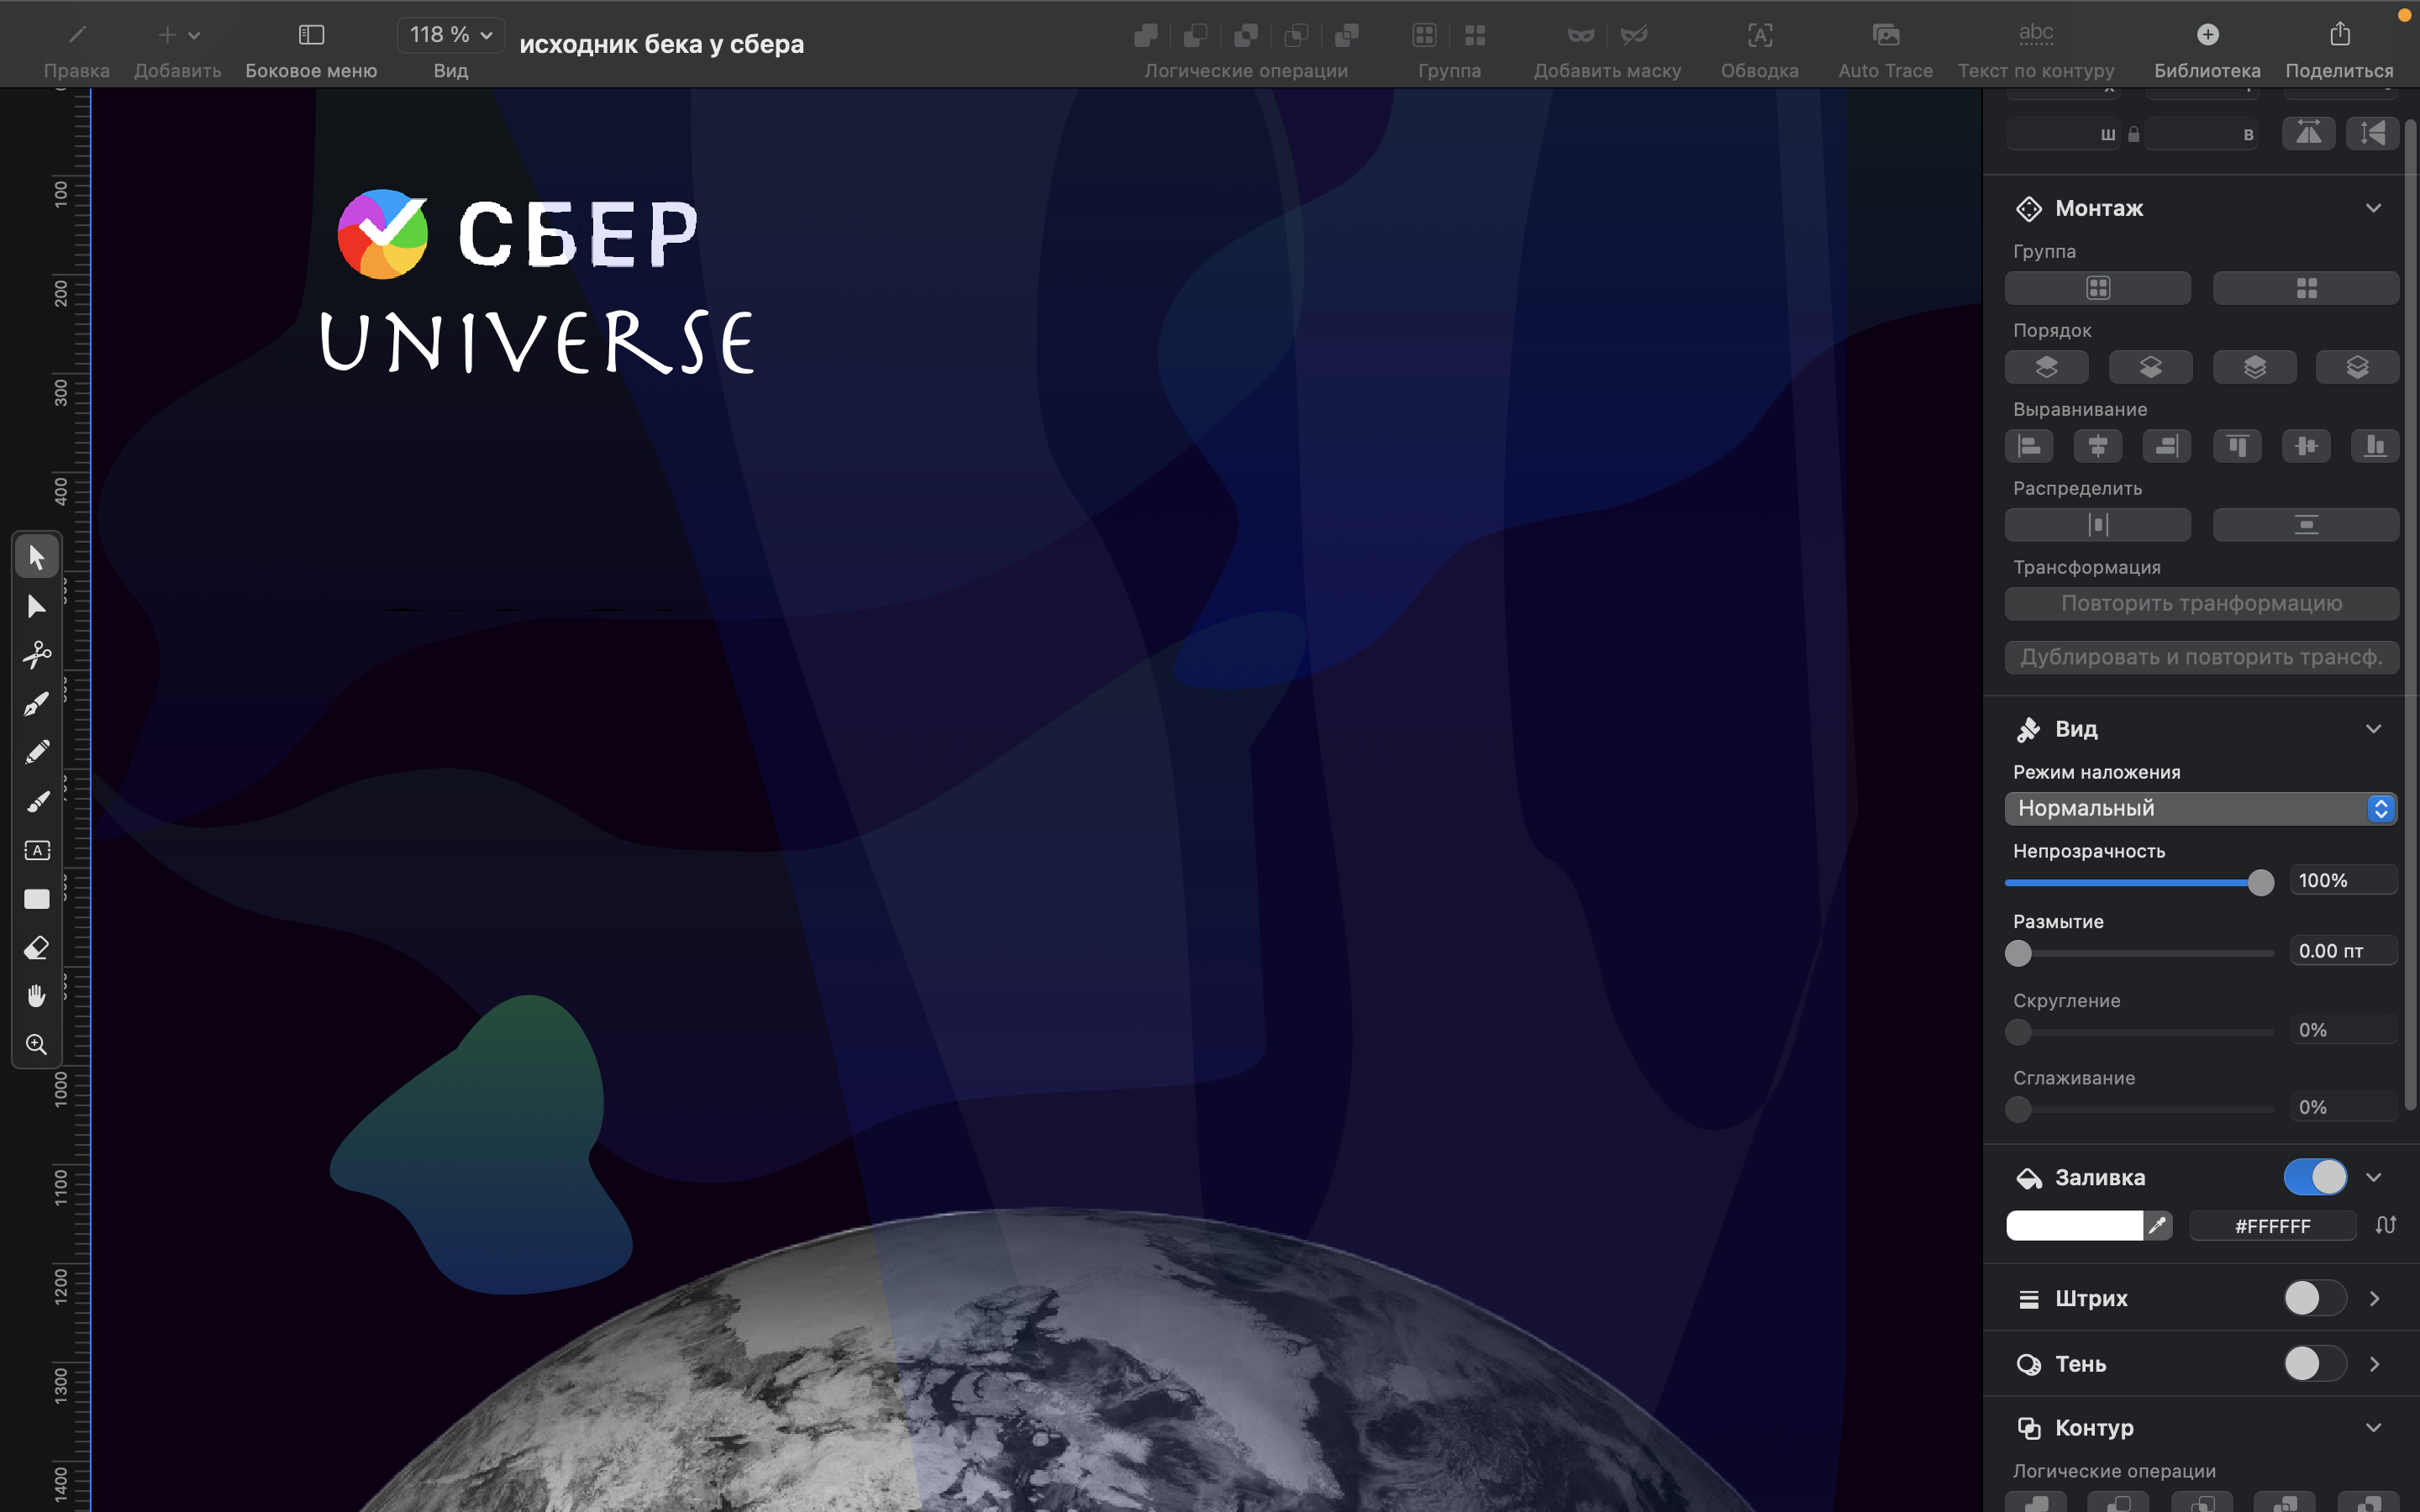 118 %
исходник бека у сбера
Правка
Добавить
Боковое меню
Вид
Логические операции
Группа
Добавить маску
Обводка
abc
Auto Trace
Текст по контуру
Библиотека
Поделиться
Ш
В
Монтаж
Группа
Порядок
Выравнивание
Распределить
Трансформация
Повторить транформацию
Дублировать и повторить трансф.
Вид
Режим наложения
Нормальный
Непрозрачность
100%
Размытие
0.00 пт
Скругление
0%
Сглаживание
0%
Заливка
#FFFFFF
Штрих
Тень
Контур
Логические операции
СБЕР
UNIVERSE
100
200
300
400
1000
1100
1200
1300
1400